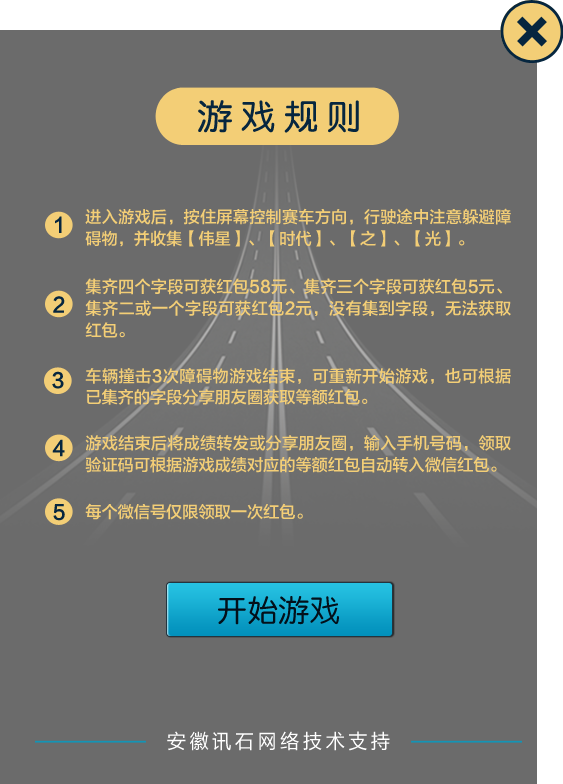 游戏规则
1 进入游戏后，按住屏幕控制赛车方向，行驶途中注意躲避障
碍物，并收集【伟星】、【时代】、【之】、【光】。
2 集齐四个字段可获红包58元、集齐三个字段可获红包5元、
集齐二或一个字段可获红包2元，没有集到字段，无法获取
红包。
3 车辆撞击3次障碍物游戏结束，可重新开始游戏，也可根据
已集齐的字段分享朋友圈获取等额红包。
4 游戏结束后将成绩转发或分享朋友圈，输入手机号码，领取
验证码可根据游戏成绩对应的等额红包自动转入微信红包。
5 每个微信号仅限领取一次红包。
开始游戏
安徽讯石网络技术支持